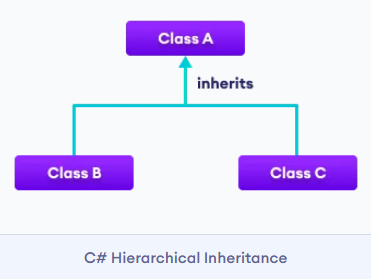 Class A
inherits
Class B
Class C
C# Hierarchical Inheritance